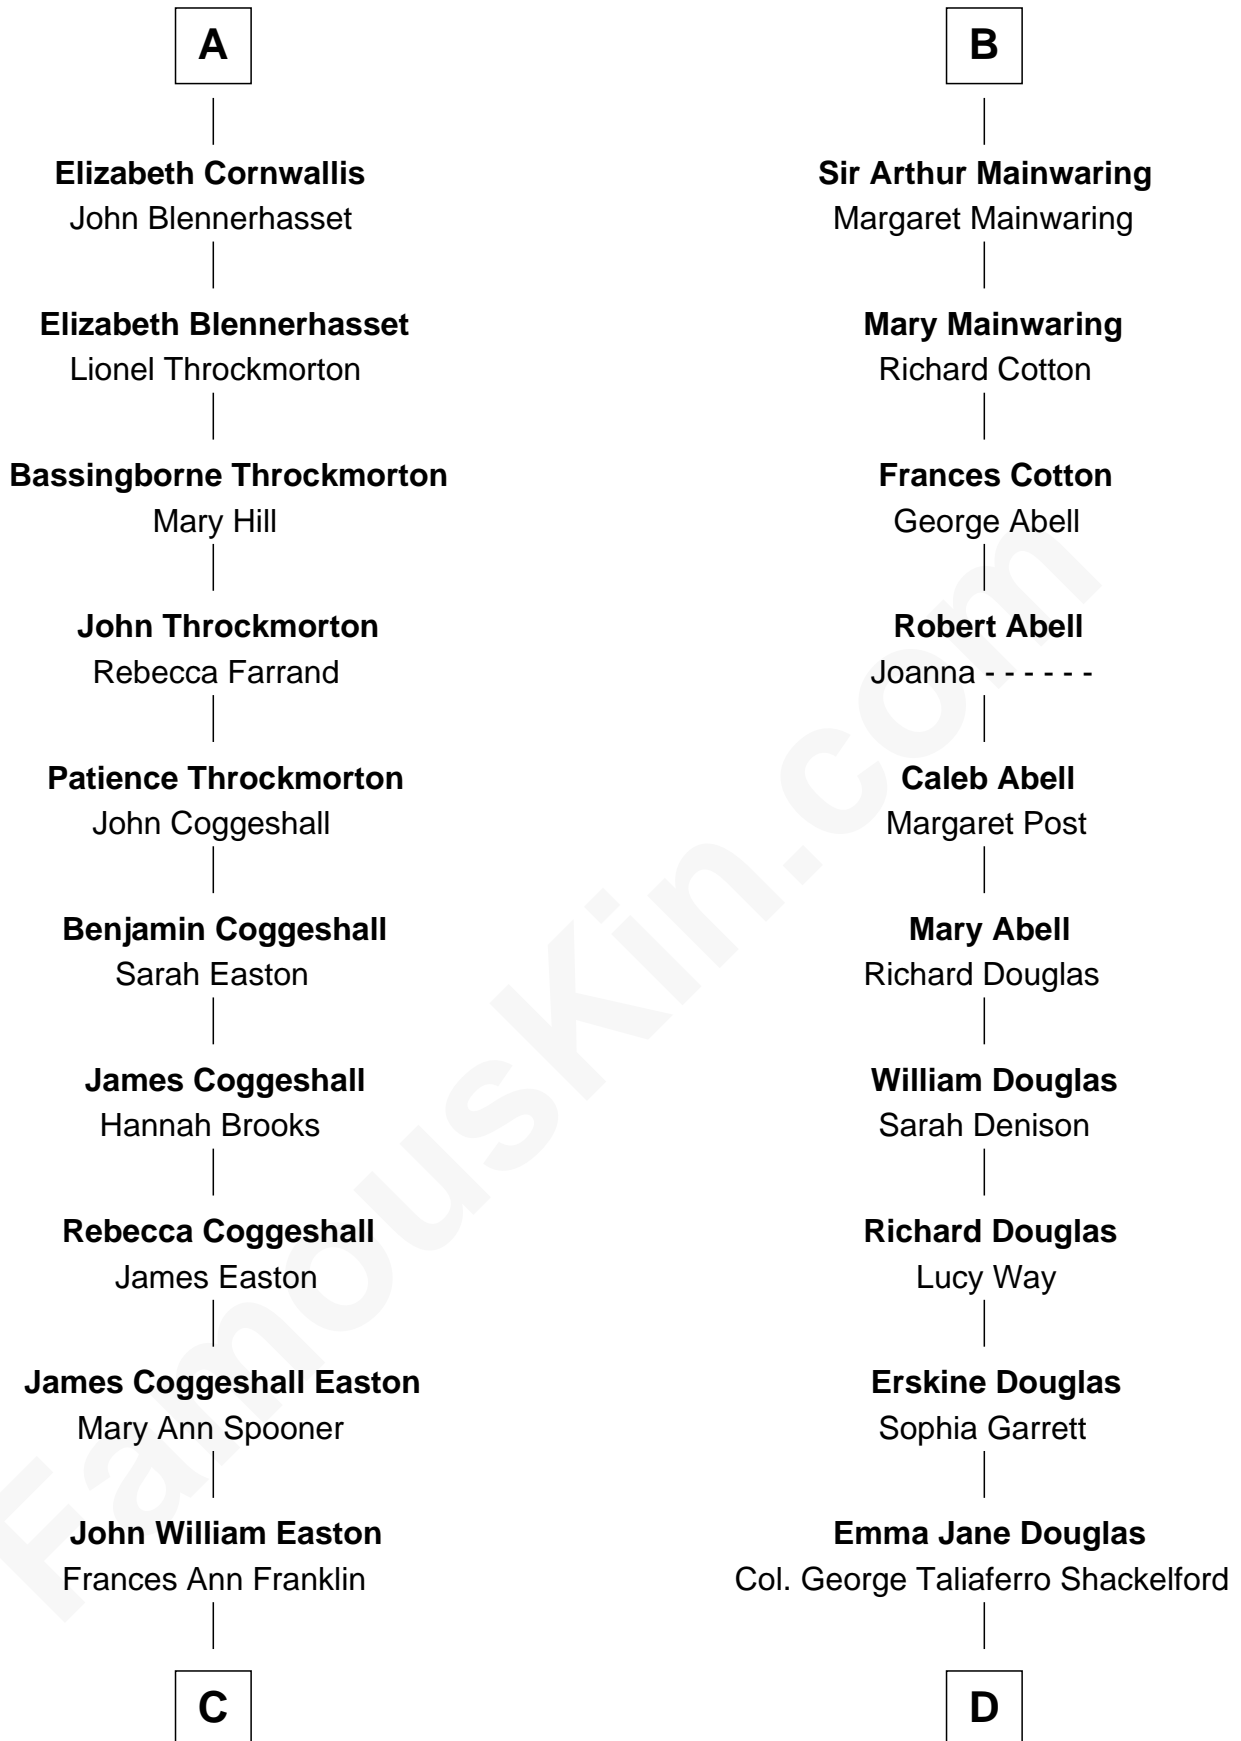 A
Elizabeth Cornwallis
John Blennerhasset
Elizabeth Blennerhasset
Lionel Throckmorton
Bassingborne Throckmorton
Mary Hill
John Throckmorton
Rebecca Farrand
Patience Throckmorton
John Coggeshall
Benjamin Coggeshall
Sarah Easton
James Coggeshall
Hannah Brooks
Rebecca Coggeshall
James Easton
James Coggeshall Easton
Mary Ann Spooner
John William Easton
Frances Ann Franklin
C
B
Sir Arthur Mainwaring
Margaret Mainwaring
Mary Mainwaring
Richard Cotton
Frances Cotton
George Abell
Robert Abell
Joanna - - - - - -
Caleb Abell
Margaret Post
Mary Abell
Richard Douglas
William Douglas
Sarah Denison
Richard Douglas
Lucy Way
Erskine Douglas
Sophia Garrett
Emma Jane Douglas
Col. George Taliaferro Shackelford
D
FamousKin.com